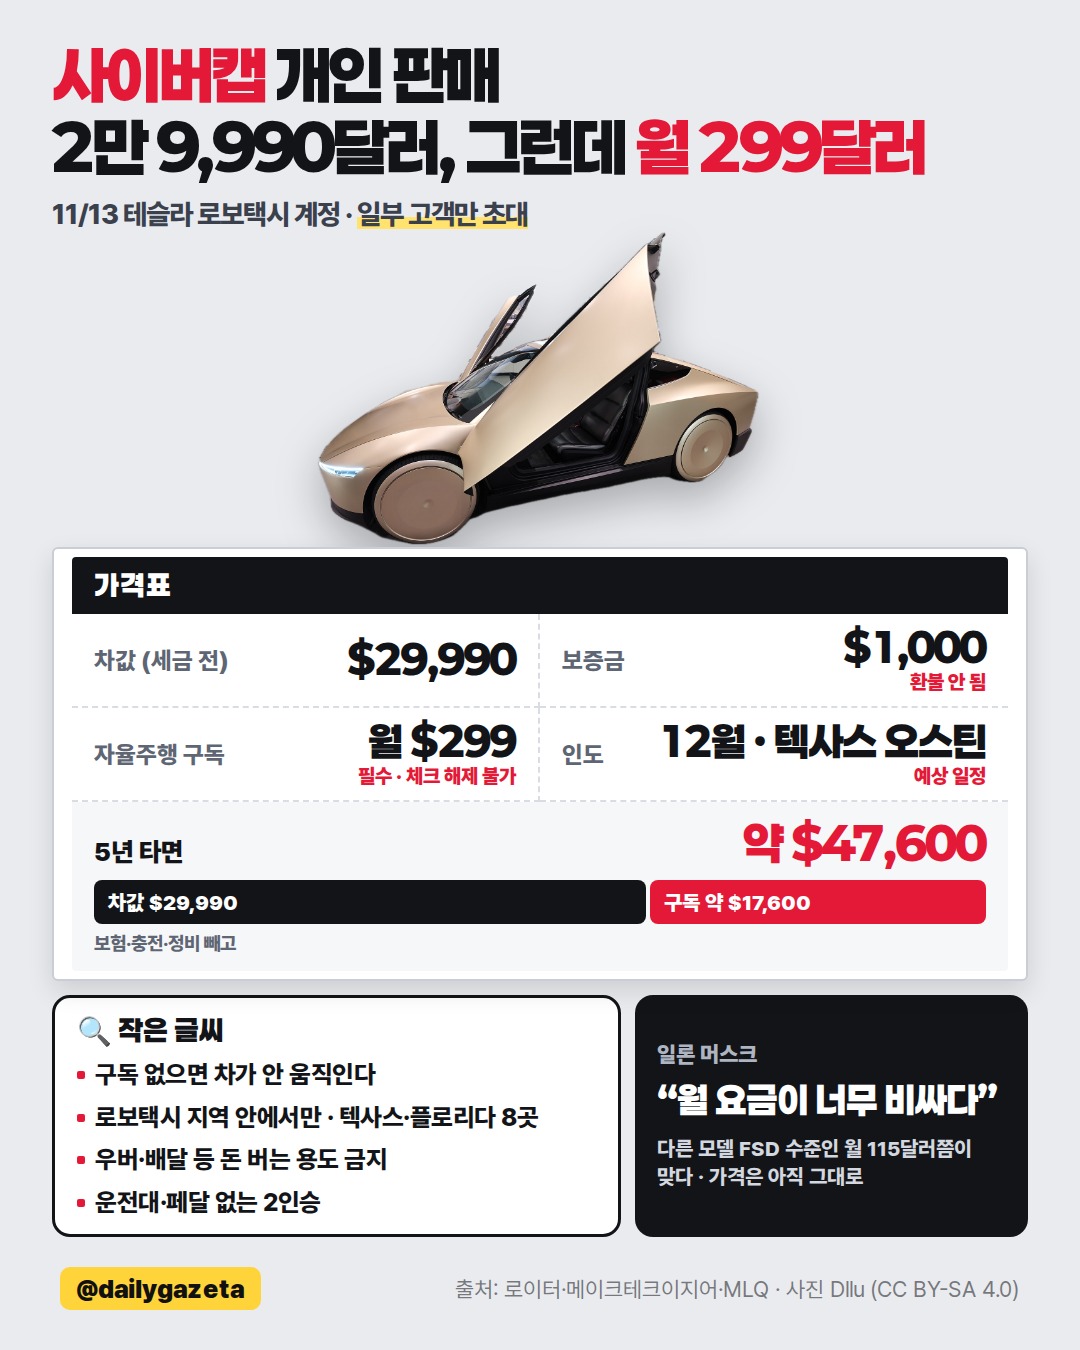 사이버캡 개인 판매
2만 9,990달러, 그런데 월 299달러
11/13 테슬라 로보택시 계정 · 일부 고객만 초대
가격표
차값 (세금 전)
$29,990
보증금
$1,000
환불 안 됨
자율주행 구독
월 $299
필수 · 체크 해제 불가
인도
12월 · 텍사스 오스틴
예상 일정
5년 타면
약 $47,600
차값 $29,990
구독 약 $17,600
보험·충전·정비 빼고
🔍 작은 글씨
구독 없으면 차가 안 움직인다
로보택시 지역 안에서만 · 텍사스·플로리다 8곳
우버·배달 등 돈 버는 용도 금지
운전대·페달 없는 2인승
일론 머스크
“월 요금이 너무 비싸다”
다른 모델 FSD 수준인 월 115달러쯤이
맞다 · 가격은 아직 그대로
@dailygazeta
출처: 로이터·메이크테크이지어·MLQ · 사진 Dllu (CC BY-SA 4.0)